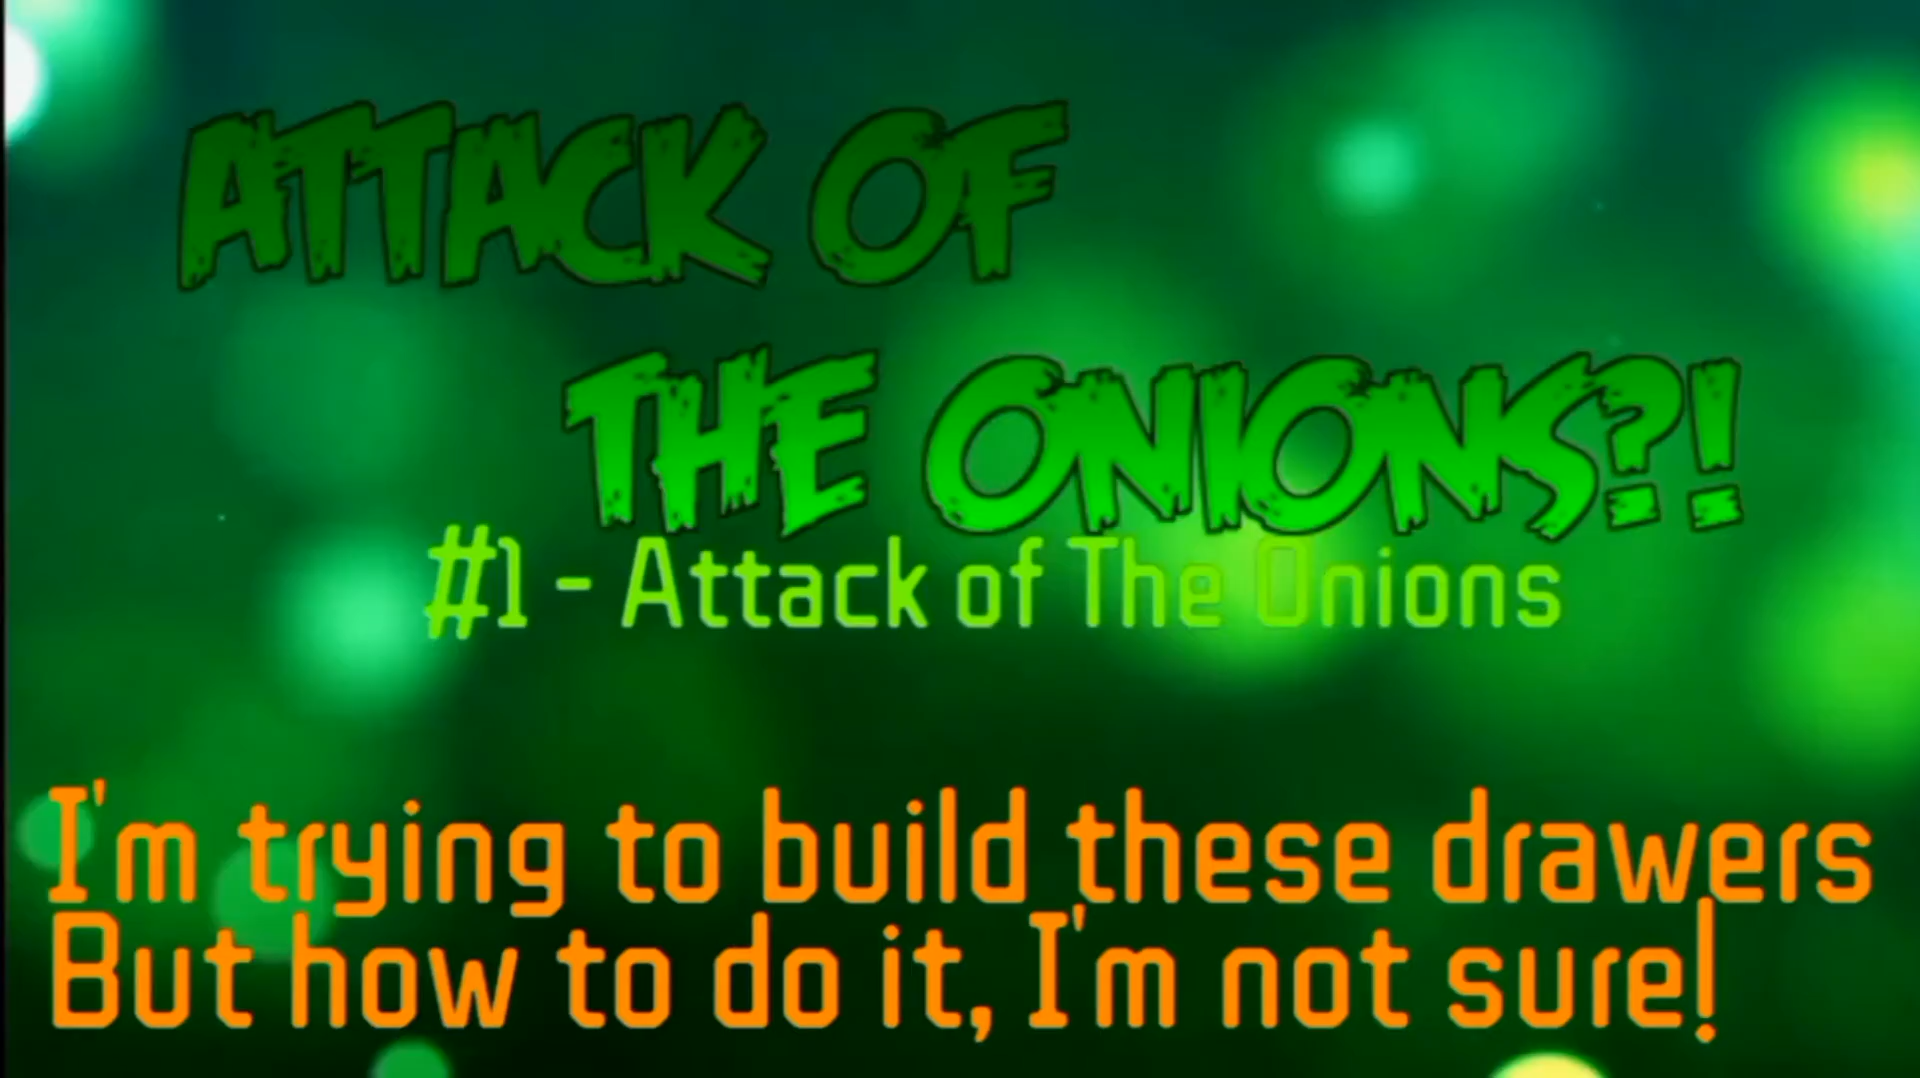 ATTACK OF
THE ONIONS?!
#1 - Attack of The Onions
I'm trying to build these drawers
But how to do it, I'm not sure!